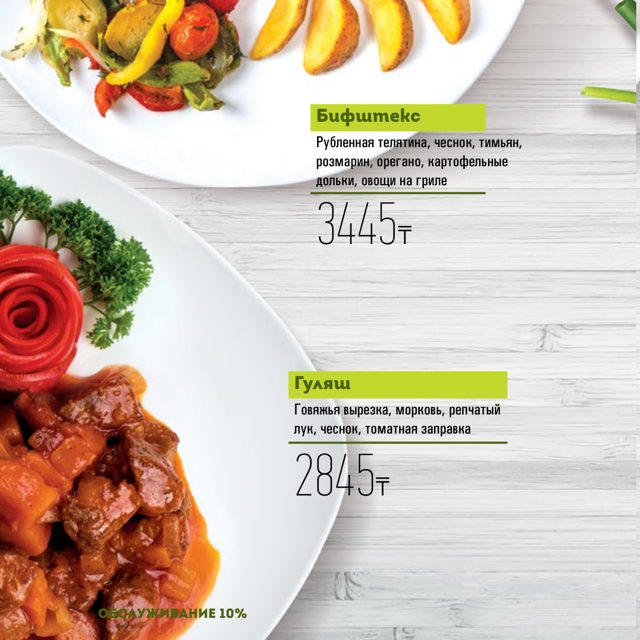 Бифштекс
Рубленная телятина, чеснок, тимьян,
розмарин, орегано, картофельные
дольки, овощи на гриле
3445₸
Гуляш
Говяжья вырезка, морковь, репчатый
лук, чеснок, томатная заправка
2845₸
ОБСЛУЖИВАНИЕ 10%